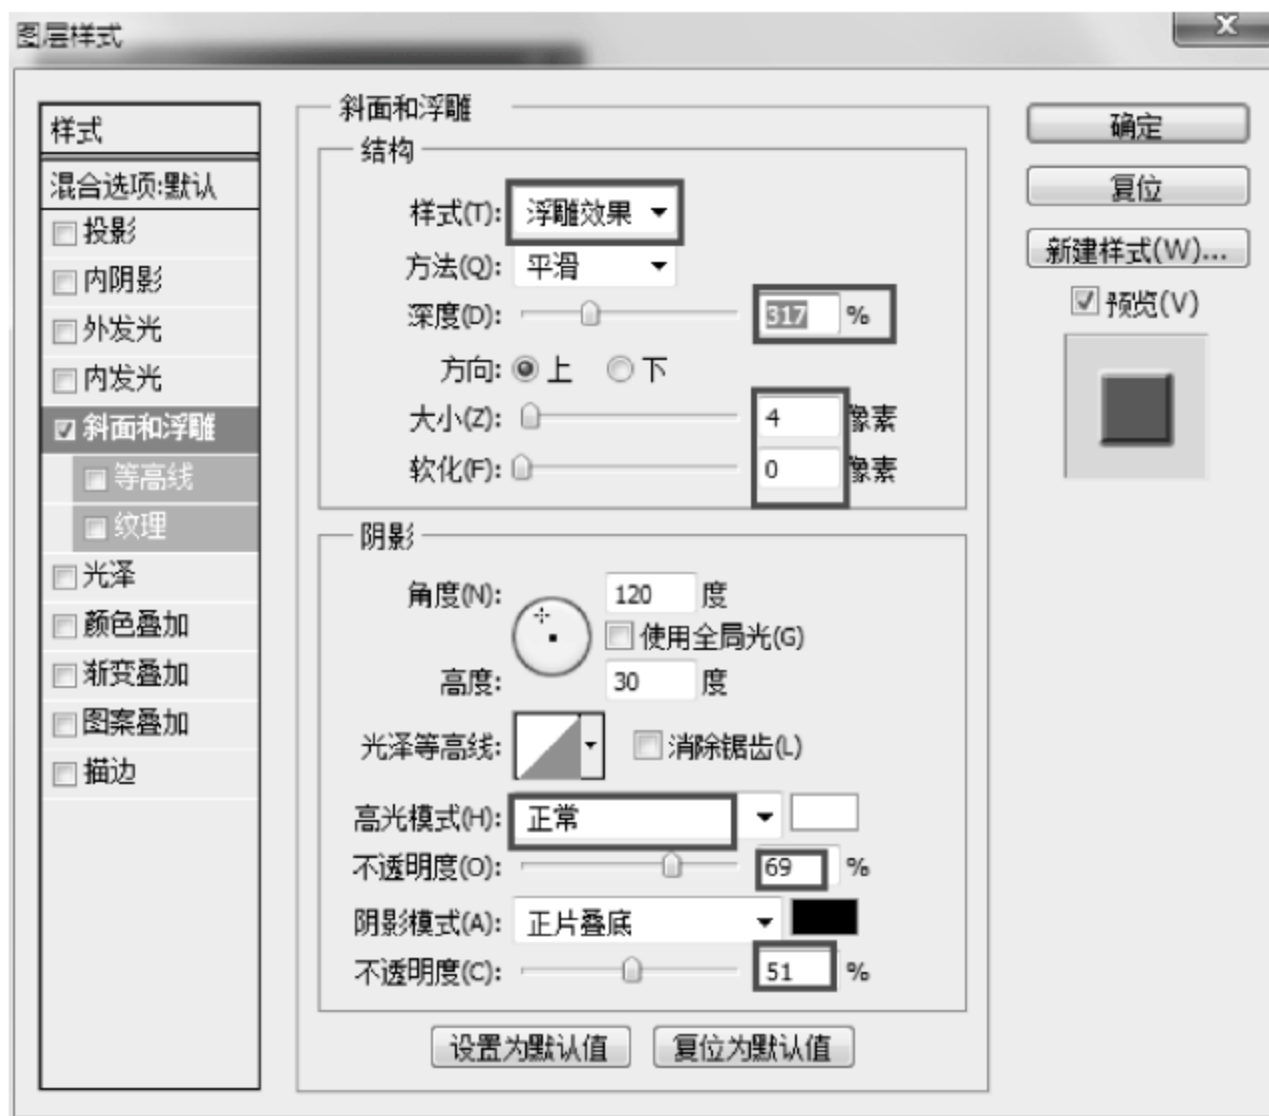 图层样式
样式
混合选项:默认
投影
内阴影
外发光
内发光
斜面和浮雕
等高线
纹理
光泽
颜色叠加
渐变叠加
图案叠加
描边
斜面和浮雕
结构
样式(T): 浮雕效果
方法(Q): 平滑
深度(D): 317 %
方向: 上 下
大小(Z): 4 像素
软化(F): 0 像素
阴影
角度(N): 120 度
使用全局光(G)
高度: 30 度
光泽等高线: 消除锯齿(L)
高光模式(H): 正常
不透明度(O): 69 %
阴影模式(A): 正片叠底
不透明度(C): 51 %
设置为默认值 复位为默认值
确定
复位
新建样式(W)...
预览(V)